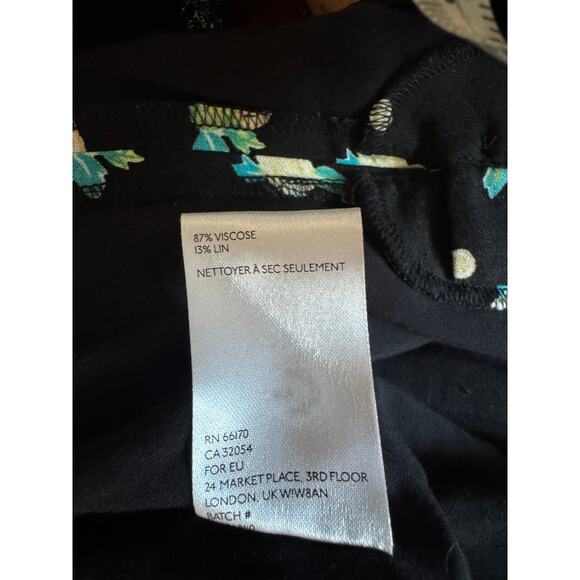 87% VISCOSE
13% LIN
NETTOYER À SEC SEULEMENT
RN 66170
CA 32054
FOR EU
24 MARKET PLACE, 3RD FLOOR
LONDON, UK W1W8AN
BATCH #